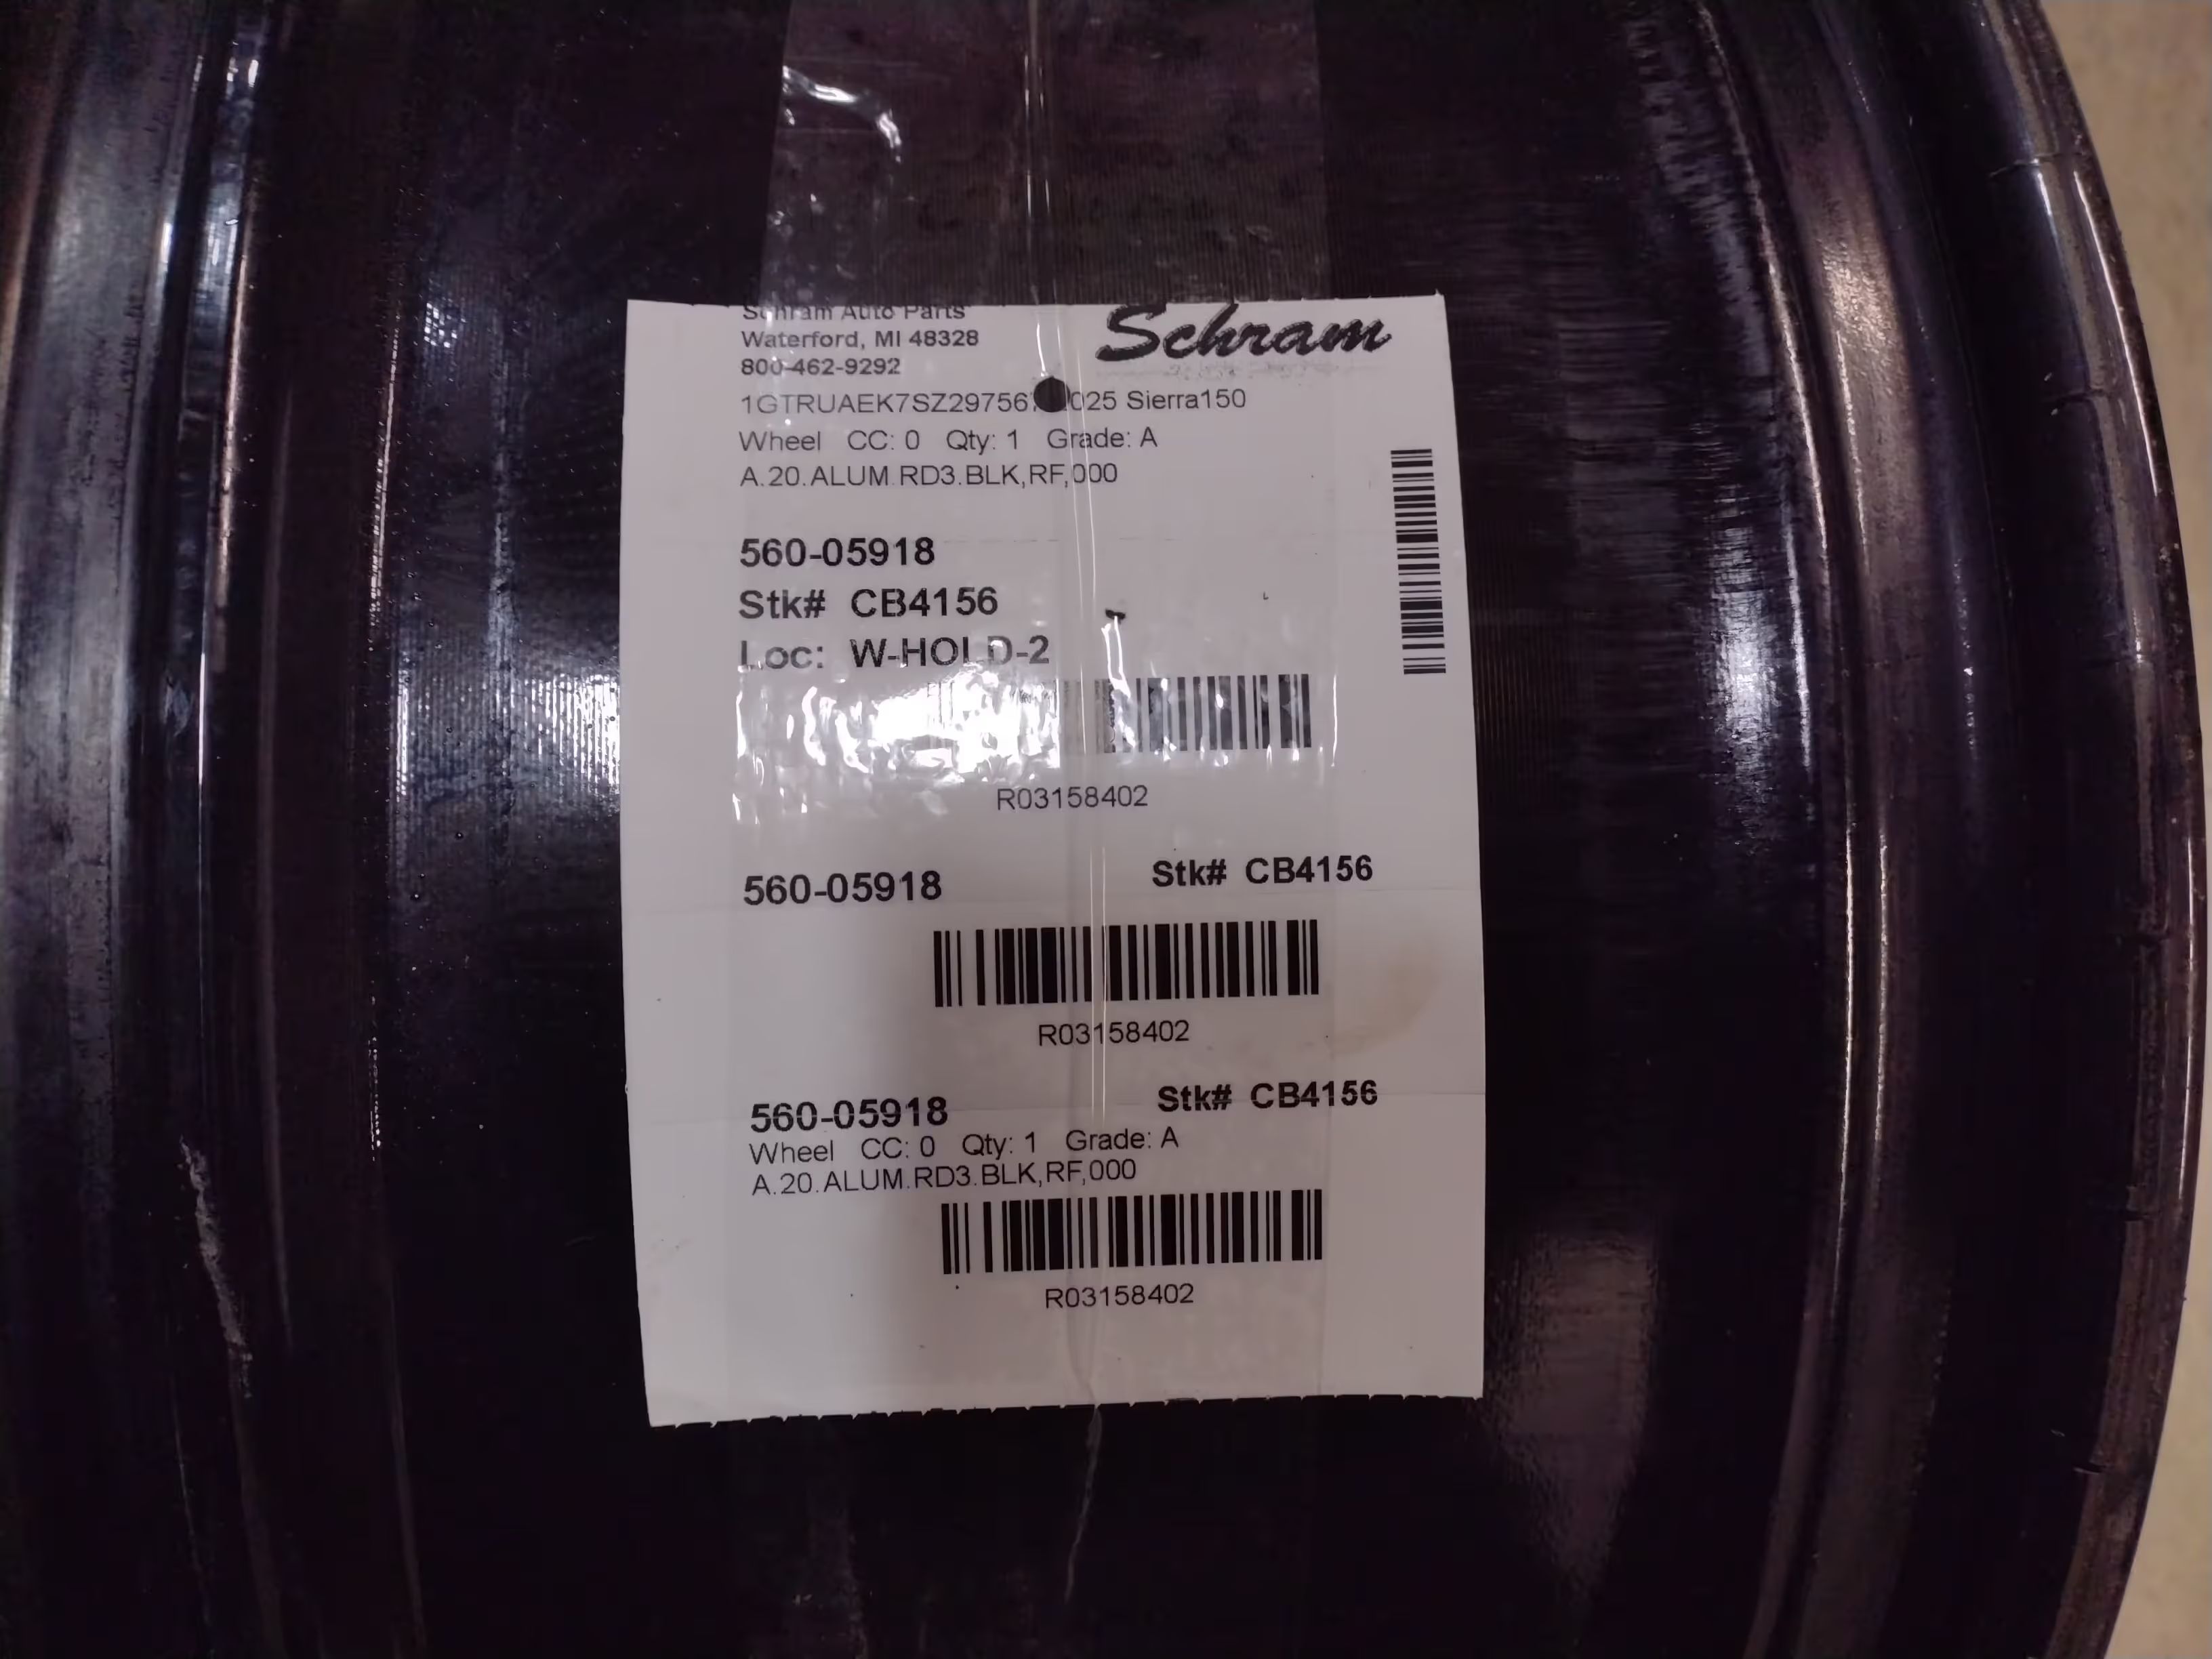 Schram Auto Parts
Schram
Waterford, MI 48328
800-462-9292
Sierra150
Wheel CC: 0 Qty: 1 Grade: A
A.20.ALUM.RD3.BLK,RF,000
560-05918
Stk# CB4156
Loc: W-HOLD-2
R03158402
560-05918 Stk# CB4156
R03158402
560-05918 Stk# CB4156
Wheel CC: 0 Qty: 1 Grade: A
A.20.ALUM.RD3.BLK,RF,000
R03158402